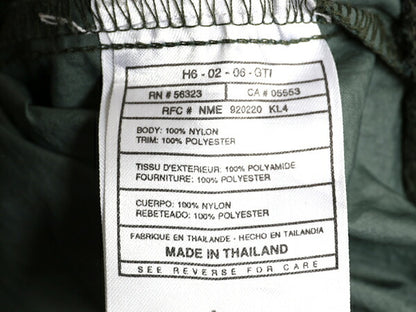 H6 - 02 - 06 - GTI
RN # 56323 CA # 05553
RFC # NME 920220 KL4
BODY: 100% NYLON
TRIM: 100% POLYESTER
TISSU D'EXTERIEUR: 100% POLYAMIDE
FOURNITURE: 100% POLYESTER
CUERPO: 100% NYLON
REBETEADO: 100% POLYESTER
FABRIQUE EN THAILANDE - HECHO EN TAILANDIA
MADE IN THAILAND
SEE REVERSE FOR CARE